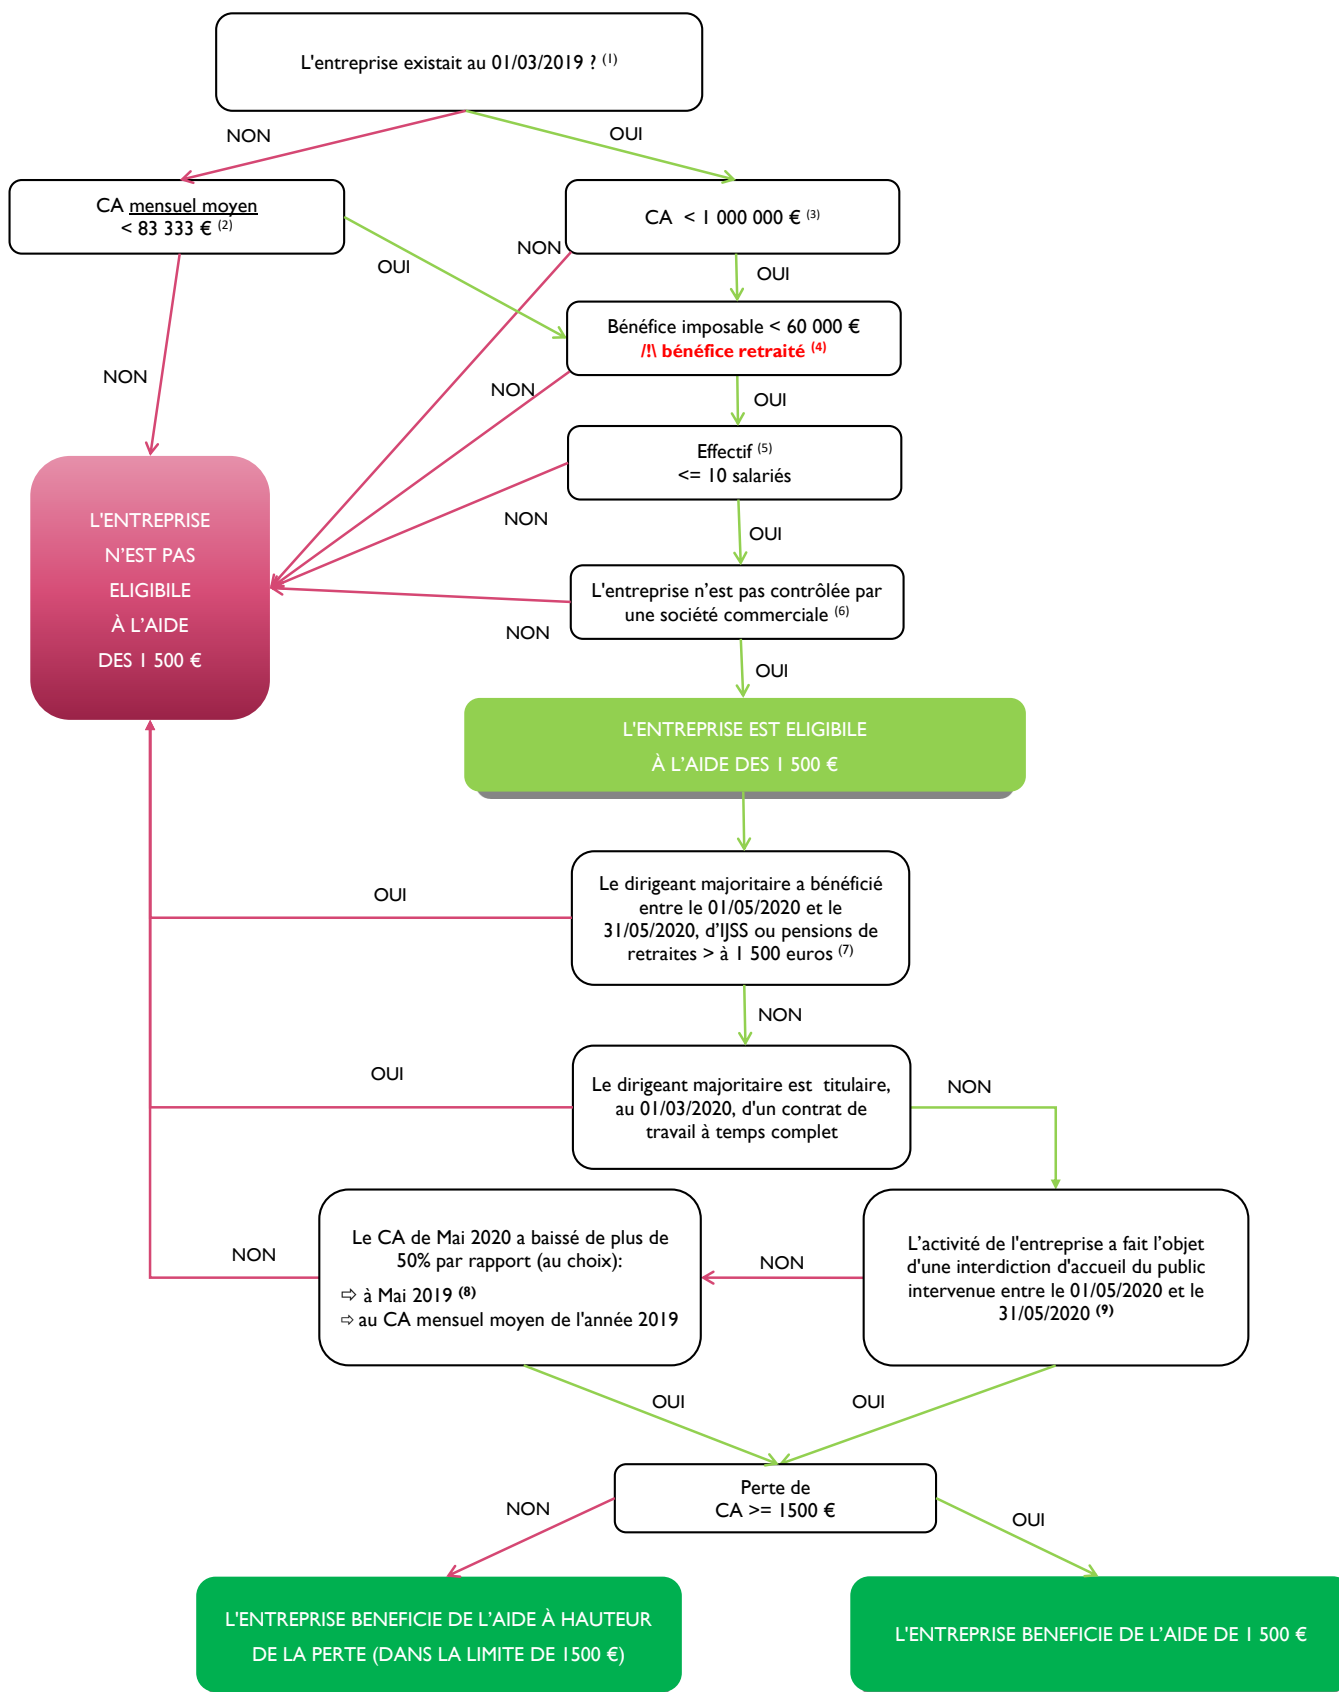 L'entreprise existait au 01/03/2019 ? (1)
NON
OUI
CA mensuel moyen
< 83 333 € (2)
CA < 1 000 000 € (3)
NON
OUI
OUI
Bénéfice imposable < 60 000 €
/!\ bénéfice retraité (4)
NON
NON
OUI
Effectif (5)
<= 10 salariés
L'ENTREPRISE
N'EST PAS
ELIGIBILE
À L'AIDE
DES 1 500 €
NON
OUI
L'entreprise n'est pas contrôlée par
une société commerciale (6)
NON
OUI
L'ENTREPRISE EST ELIGIBILE
À L'AIDE DES 1 500 €
Le dirigeant majoritaire a bénéficié
entre le 01/05/2020 et le
31/05/2020, d'IJSS ou pensions de
retraites > à 1 500 euros (7)
OUI
NON
Le dirigeant majoritaire est titulaire,
au 01/03/2020, d'un contrat de
travail à temps complet
OUI
NON
Le CA de Mai 2020 a baissé de plus de
50% par rapport (au choix):
⇨ à Mai 2019 (8)
⇨ au CA mensuel moyen de l'année 2019
NON
NON
L'activité de l'entreprise a fait l'objet
d'une interdiction d'accueil du public
intervenue entre le 01/05/2020 et le
31/05/2020 (9)
OUI
OUI
Perte de
CA >= 1500 €
NON
OUI
L'ENTREPRISE BENEFICIE DE L'AIDE À HAUTEUR
DE LA PERTE (DANS LA LIMITE DE 1500 €)
L'ENTREPRISE BENEFICIE DE L'AIDE DE 1 500 €